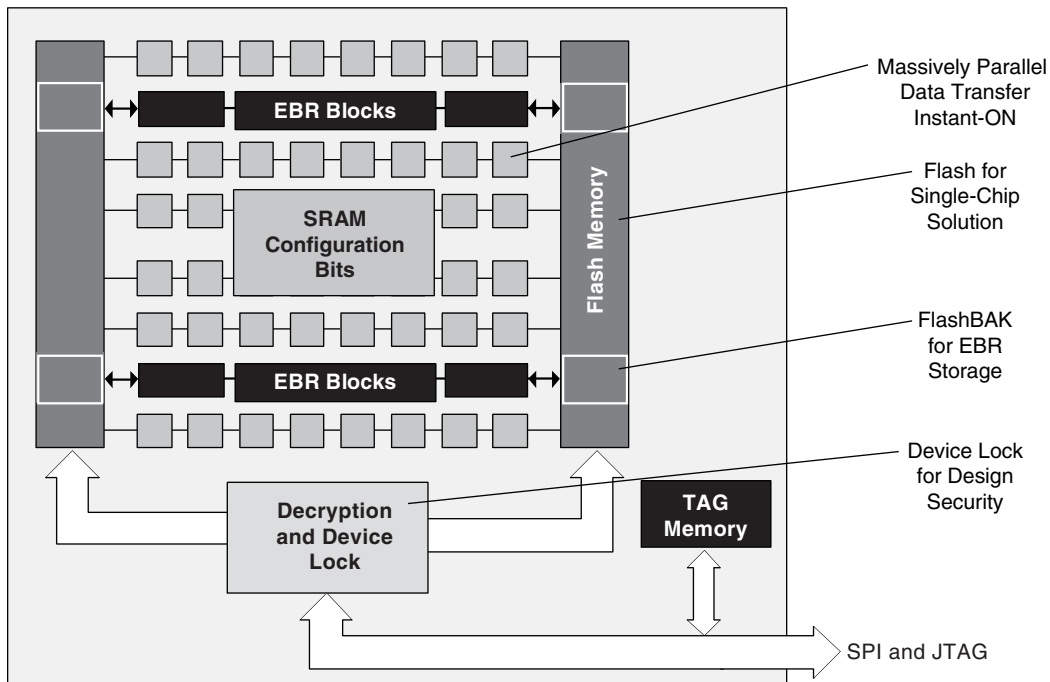 EBR Blocks
SRAM
Configuration
Bits
EBR Blocks
Flash Memory
Massively Parallel
Data Transfer
Instant-ON
Flash for
Single-Chip
Solution
FlashBAK
for EBR
Storage
Device Lock
for Design
Security
Decryption
and Device
Lock
TAG
Memory
SPI and JTAG